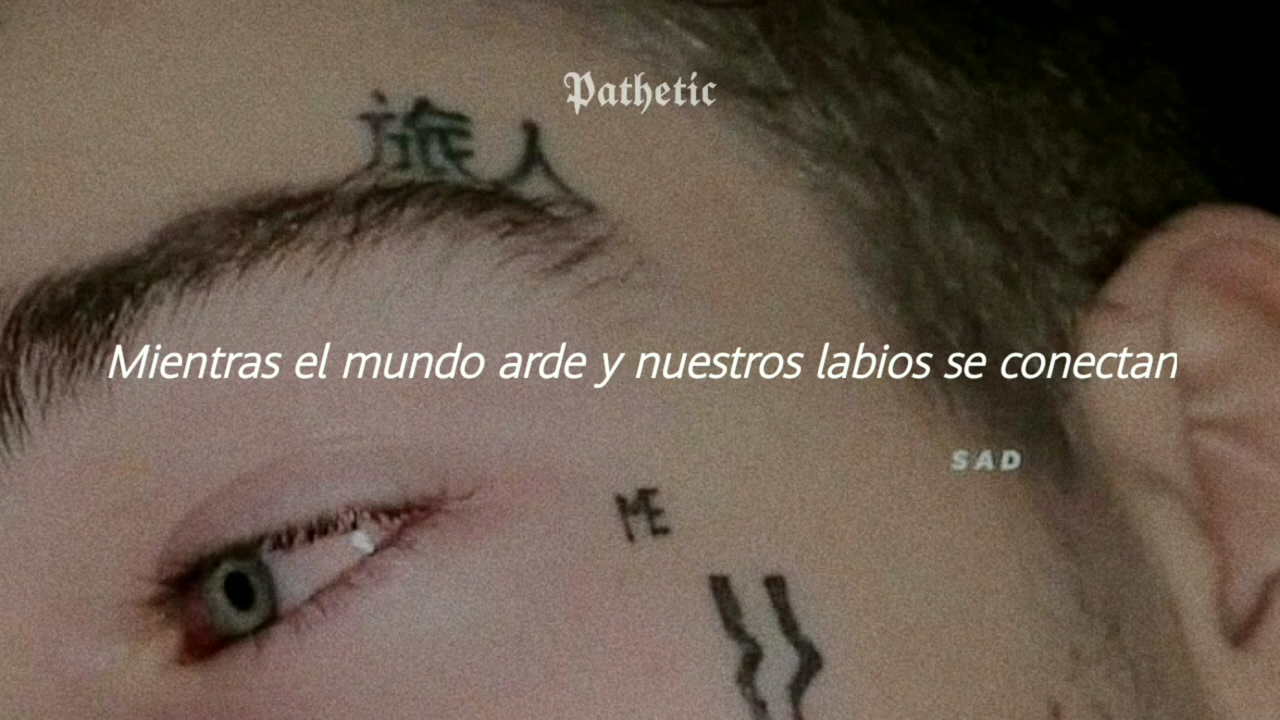 Pathetic
旅人
Mientras el mundo arde y nuestros labios se conectan
SAD
ME